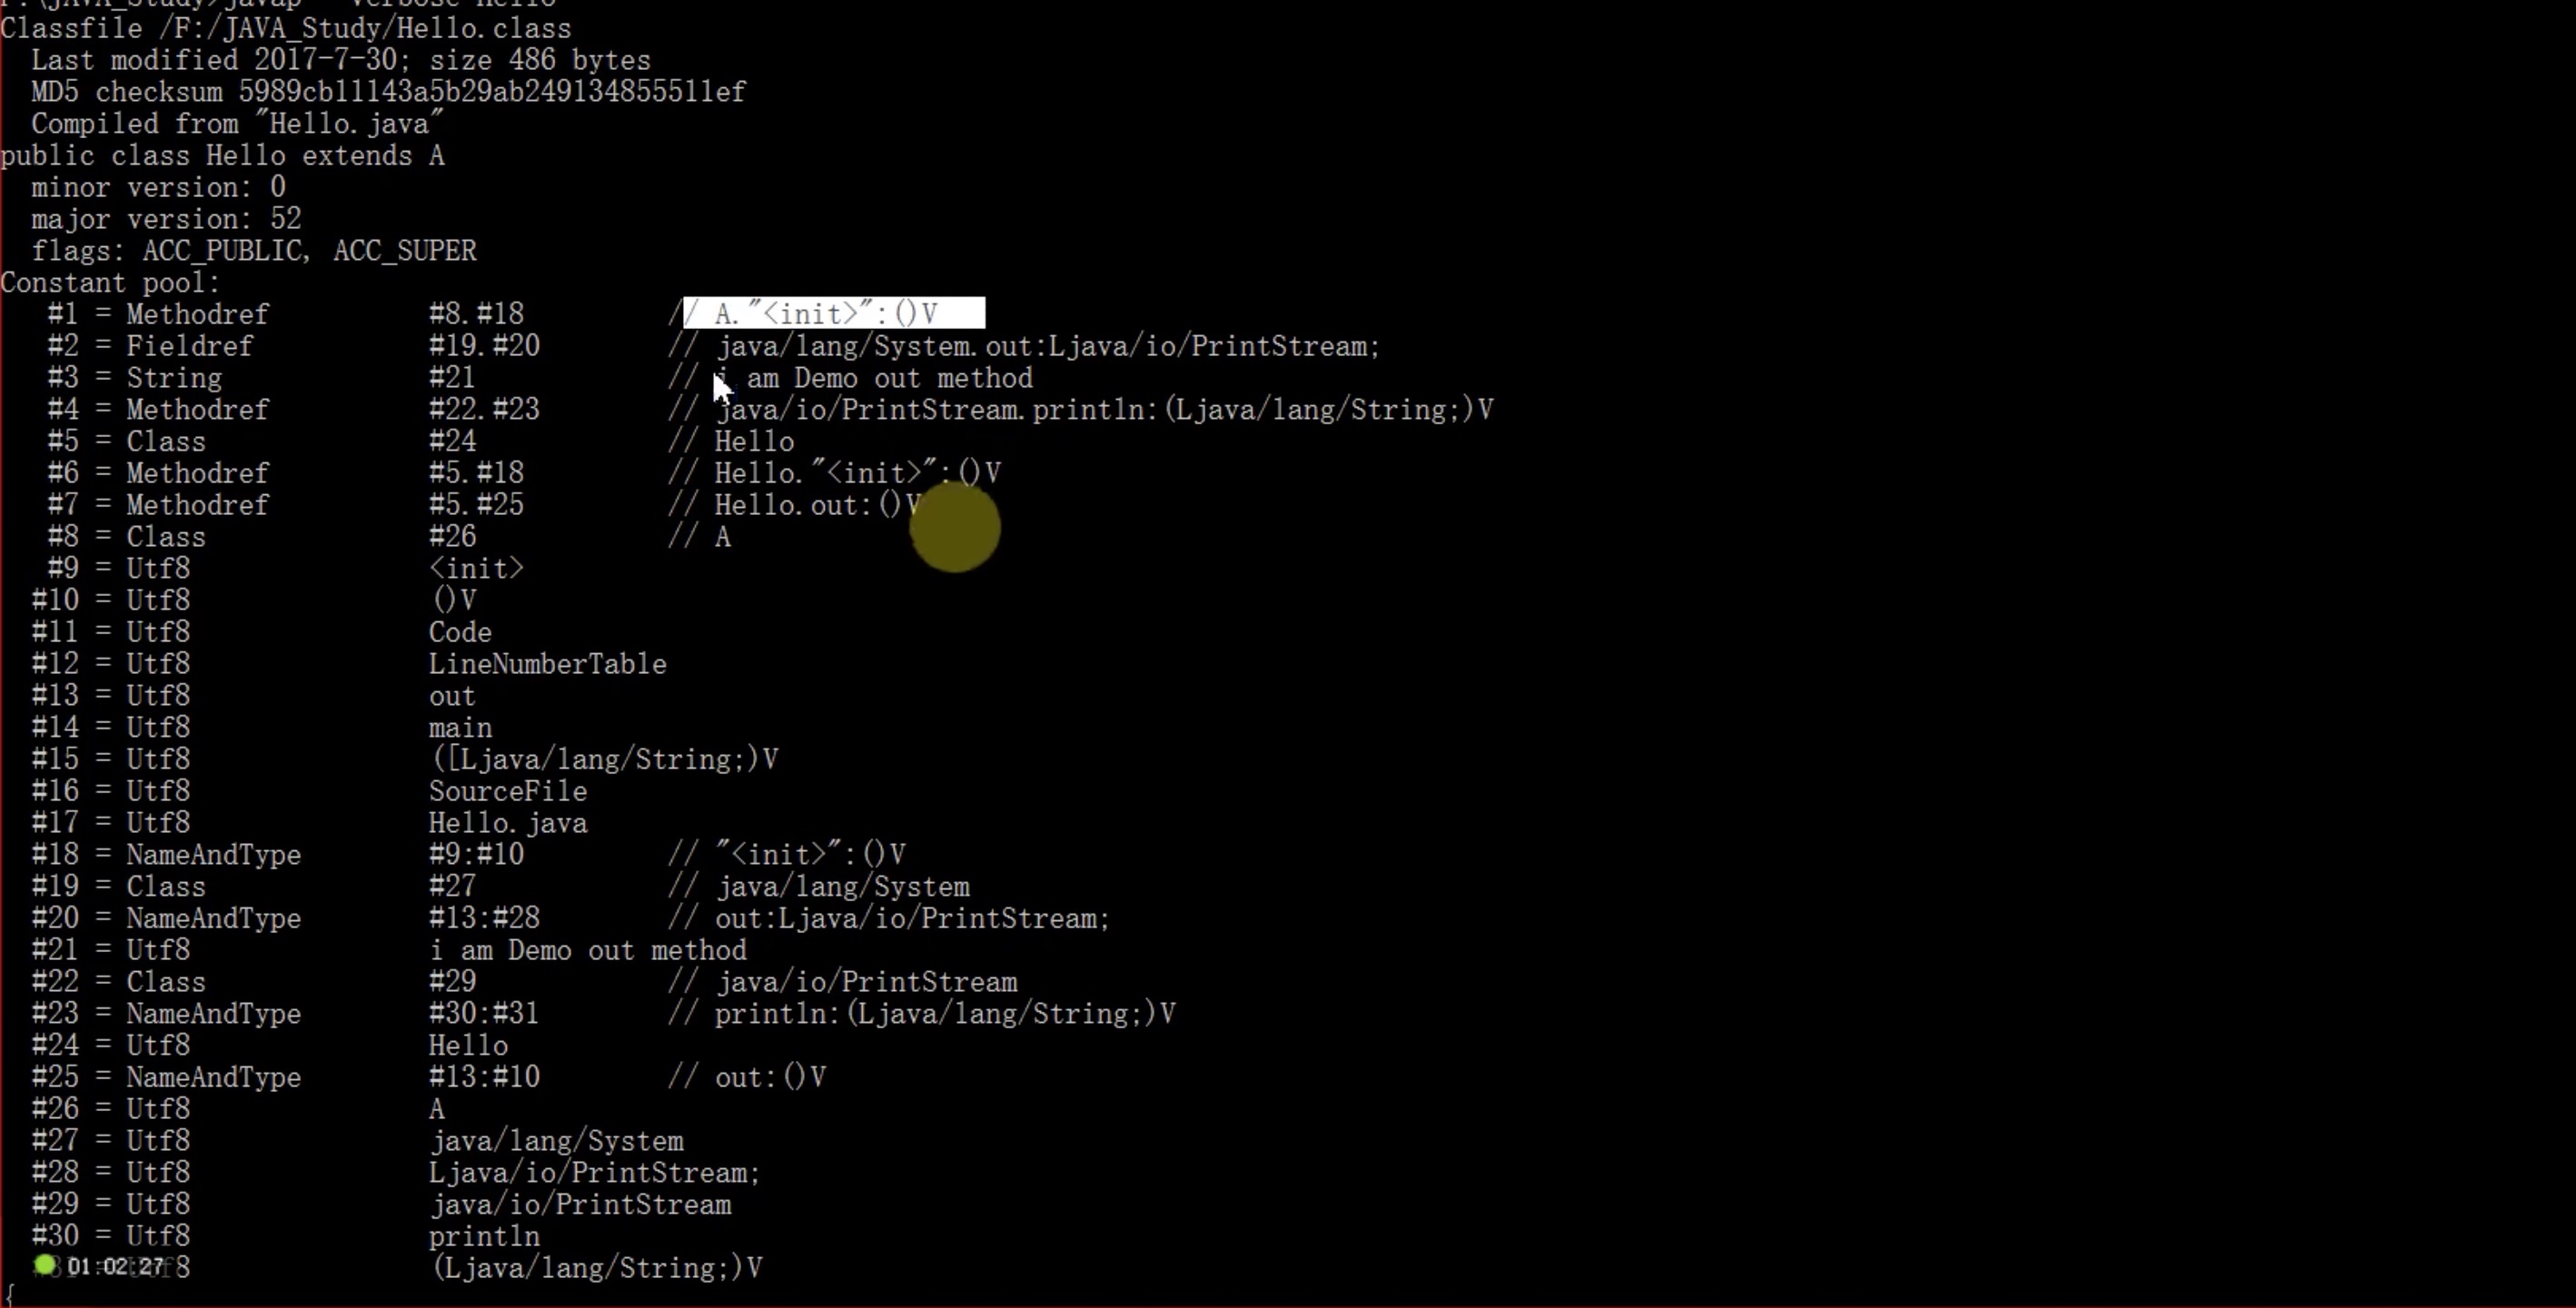 F:\JAVA_Study>javap -verbose Hello
Classfile /F:/JAVA_Study/Hello.class
  Last modified 2017-7-30; size 486 bytes
  MD5 checksum 5989cb11143a5b29ab24913485551lef
  Compiled from "Hello.java"
public class Hello extends A
  minor version: 0
  major version: 52
  flags: ACC_PUBLIC, ACC_SUPER
Constant pool:
   #1 = Methodref          #8.#18         // A."<init>":()V
   #2 = Fieldref           #19.#20        // java/lang/System.out:Ljava/io/PrintStream;
   #3 = String             #21            // i am Demo out method
   #4 = Methodref          #22.#23        // java/io/PrintStream.println:(Ljava/lang/String;)V
   #5 = Class              #24            // Hello
   #6 = Methodref          #5.#18         // Hello."<init>":()V
   #7 = Methodref          #5.#25         // Hello.out:()V
   #8 = Class              #26            // A
   #9 = Utf8               <init>
  #10 = Utf8               ()V
  #11 = Utf8               Code
  #12 = Utf8               LineNumberTable
  #13 = Utf8               out
  #14 = Utf8               main
  #15 = Utf8               ([Ljava/lang/String;)V
  #16 = Utf8               SourceFile
  #17 = Utf8               Hello.java
  #18 = NameAndType        #9:#10         // "<init>":()V
  #19 = Class              #27            // java/lang/System
  #20 = NameAndType        #13:#28        // out:Ljava/io/PrintStream;
  #21 = Utf8               i am Demo out method
  #22 = Class              #29            // java/io/PrintStream
  #23 = NameAndType        #30:#31        // println:(Ljava/lang/String;)V
  #24 = Utf8               Hello
  #25 = NameAndType        #13:#10        // out:()V
  #26 = Utf8               A
  #27 = Utf8               java/lang/System
  #28 = Utf8               Ljava/io/PrintStream;
  #29 = Utf8               java/io/PrintStream
  #30 = Utf8               println
01:02:27 (Ljava/lang/String;)V
{